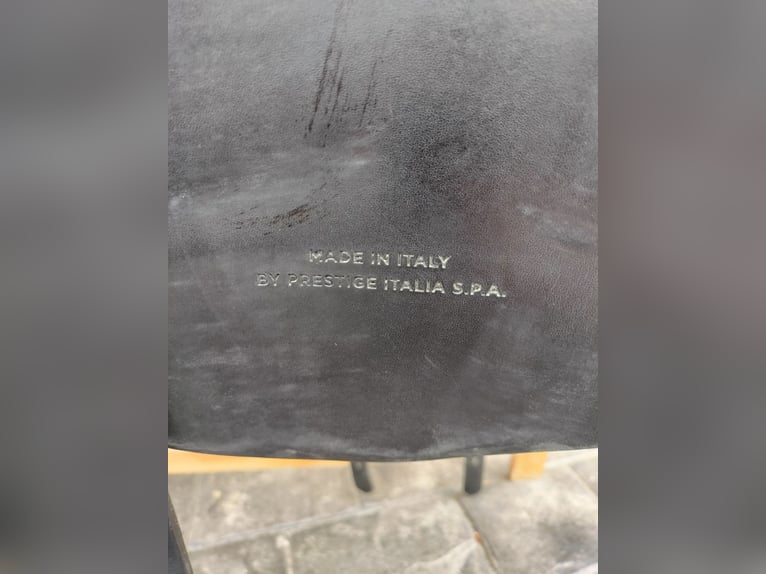 MADE IN ITALY
BY PRESTIGE ITALIA S.P.A.